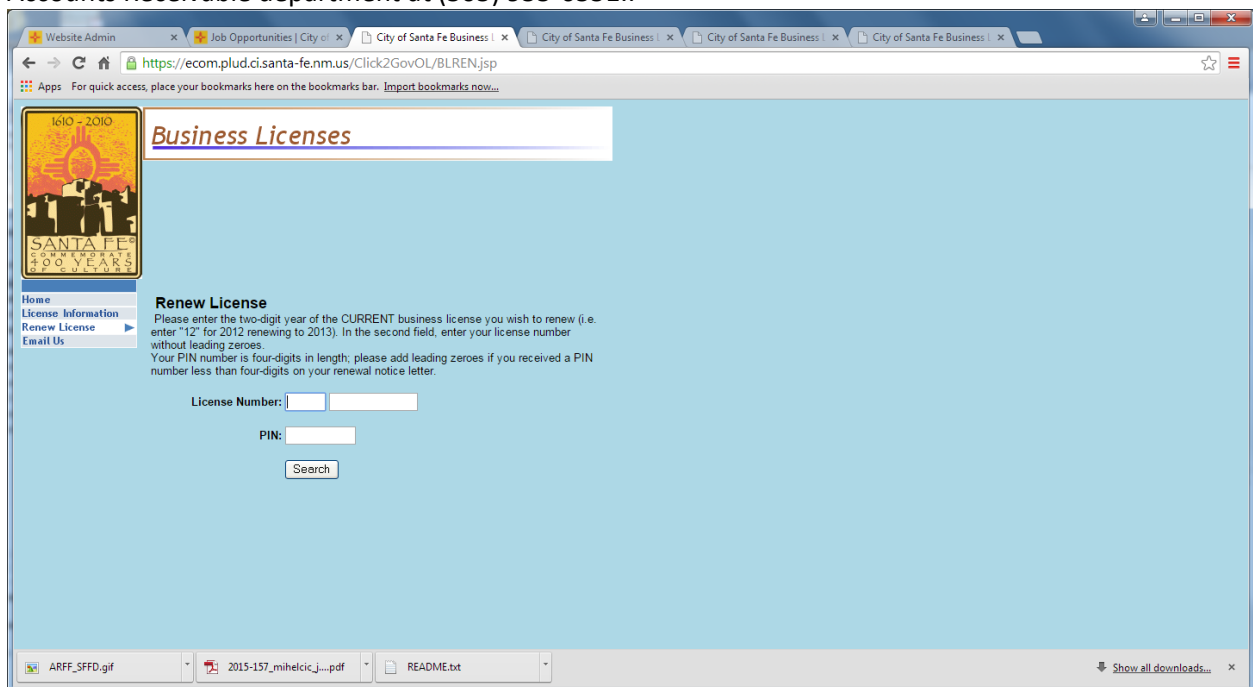 Website Admin
Job Opportunities | City of
City of Santa Fe Business L
City of Santa Fe Business L
City of Santa Fe Business L
City of Santa Fe Business L
https://ecom.plud.ci.santa-fe.nm.us/Click2GovOL/BLREN.jsp
Apps For quick access, place your bookmarks here on the bookmarks bar. Import bookmarks now...
1610 - 2010
SANTA FE©
COMMEMORATE
400 YEARS
OF CULTURE
Business Licenses
Home
License Information
Renew License
Email Us
Renew License
Please enter the two-digit year of the CURRENT business license you wish to renew (i.e.
enter "12" for 2012 renewing to 2013). In the second field, enter your license number
without leading zeroes.
Your PIN number is four-digits in length; please add leading zeroes if you received a PIN
number less than four-digits on your renewal notice letter.
License Number:
PIN:
Search
ARFF_SFFD.gif
2015-157_mihelcic_j....pdf
README.txt
Show all downloads...